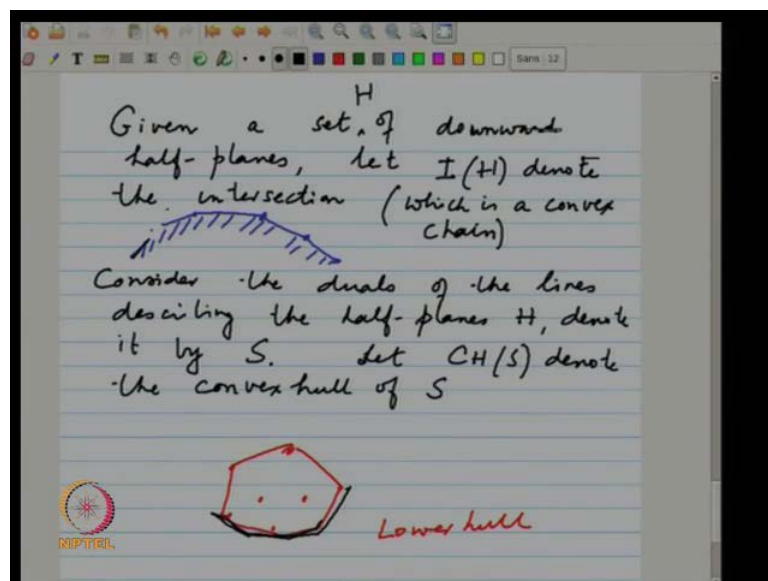 T Sans 12
H
Given a set ^ of downward
half-planes, let I(H) denote
the intersection (which is a convex
chain)
Consider the duals of the lines
describing the half-planes H, denote
it by S. Let CH(S) denote
the convex hull of S
Lower hull
NPTEL